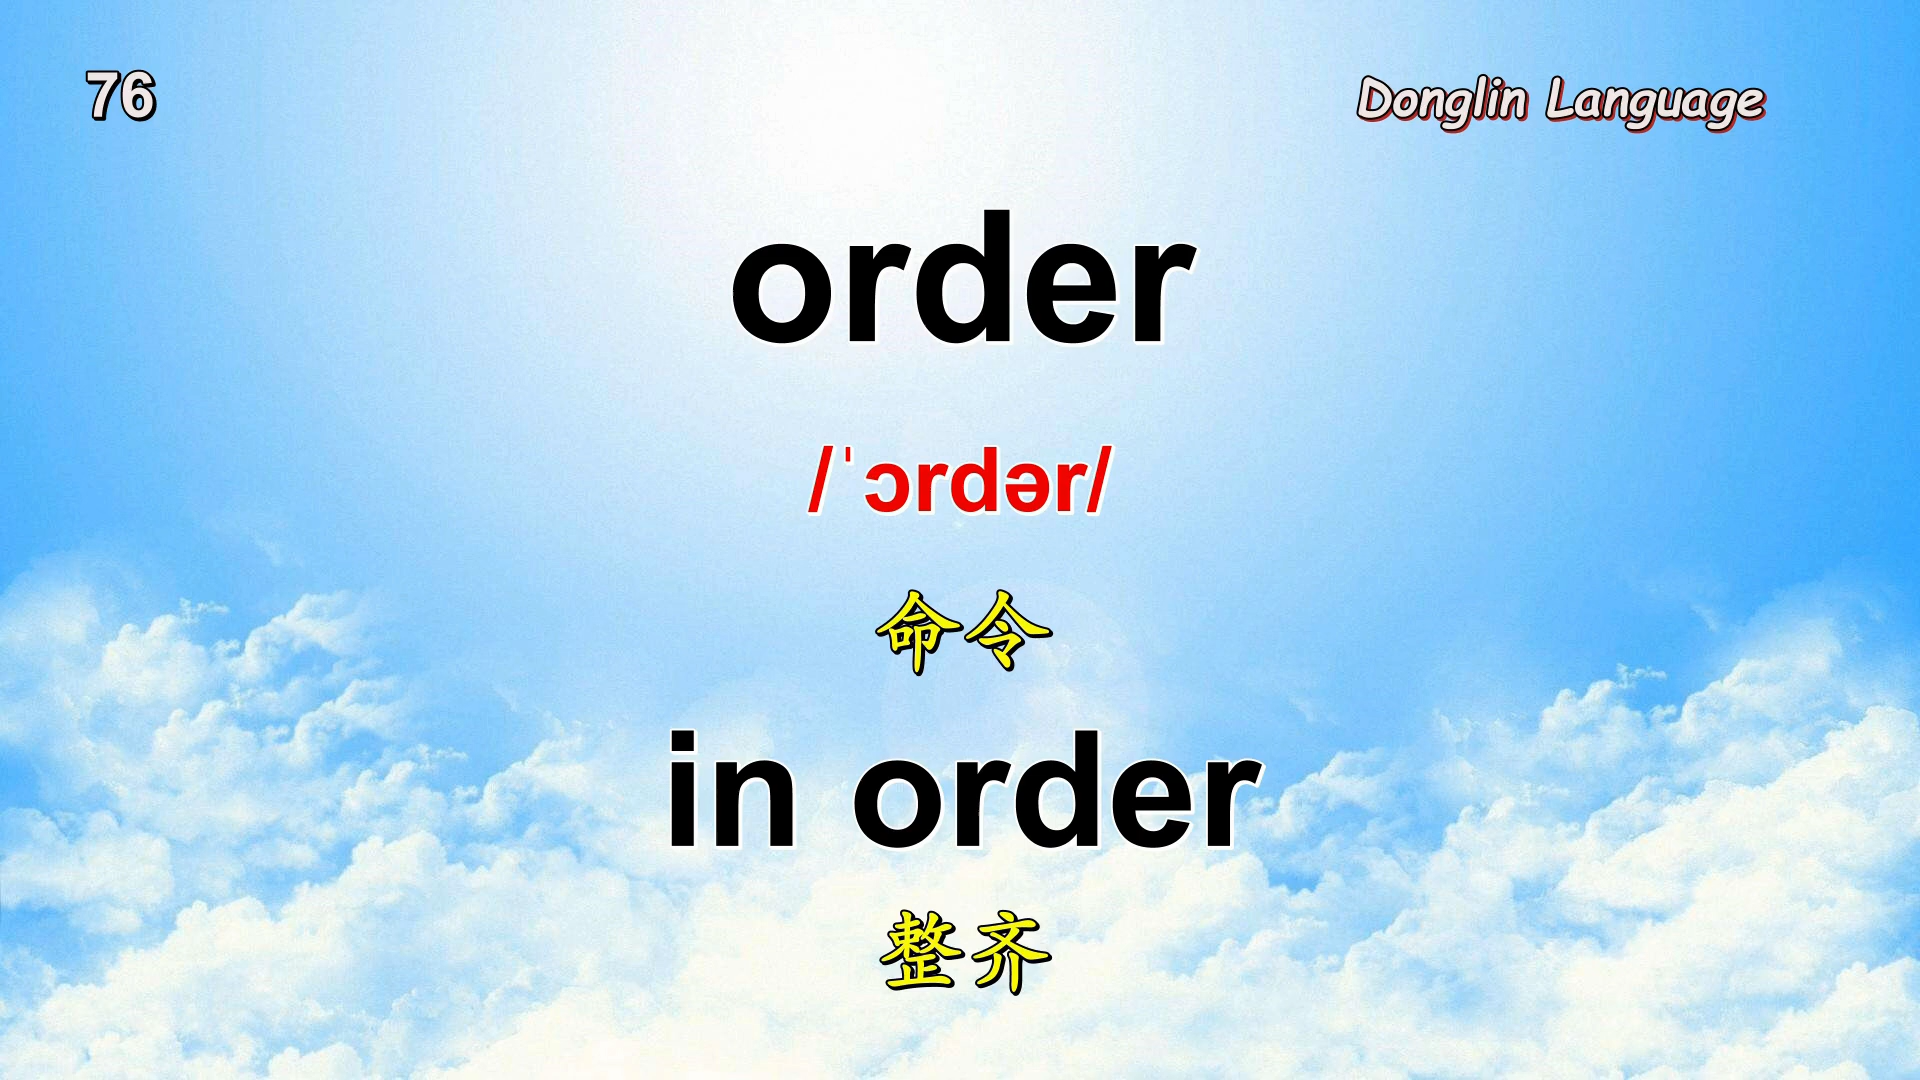 76
Donglin Language
order
/ˈɔrdər/
命令
in order
整齐